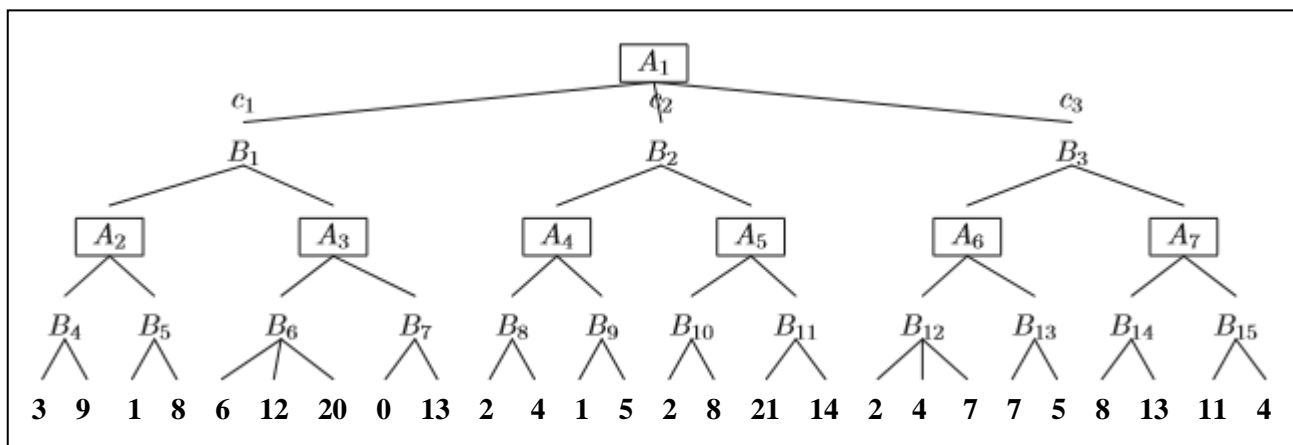 A₁
c₁ c₂ c₃
B₁ B₂ B₃
A₂ A₃ A₄ A₅ A₆ A₇
B₄ B₅ B₆ B₇ B₈ B₉ B₁₀ B₁₁ B₁₂ B₁₃ B₁₄ B₁₅
3 9 1 8 6 12 20 0 13 2 4 1 5 2 8 21 14 2 4 7 7 5 8 13 11 4